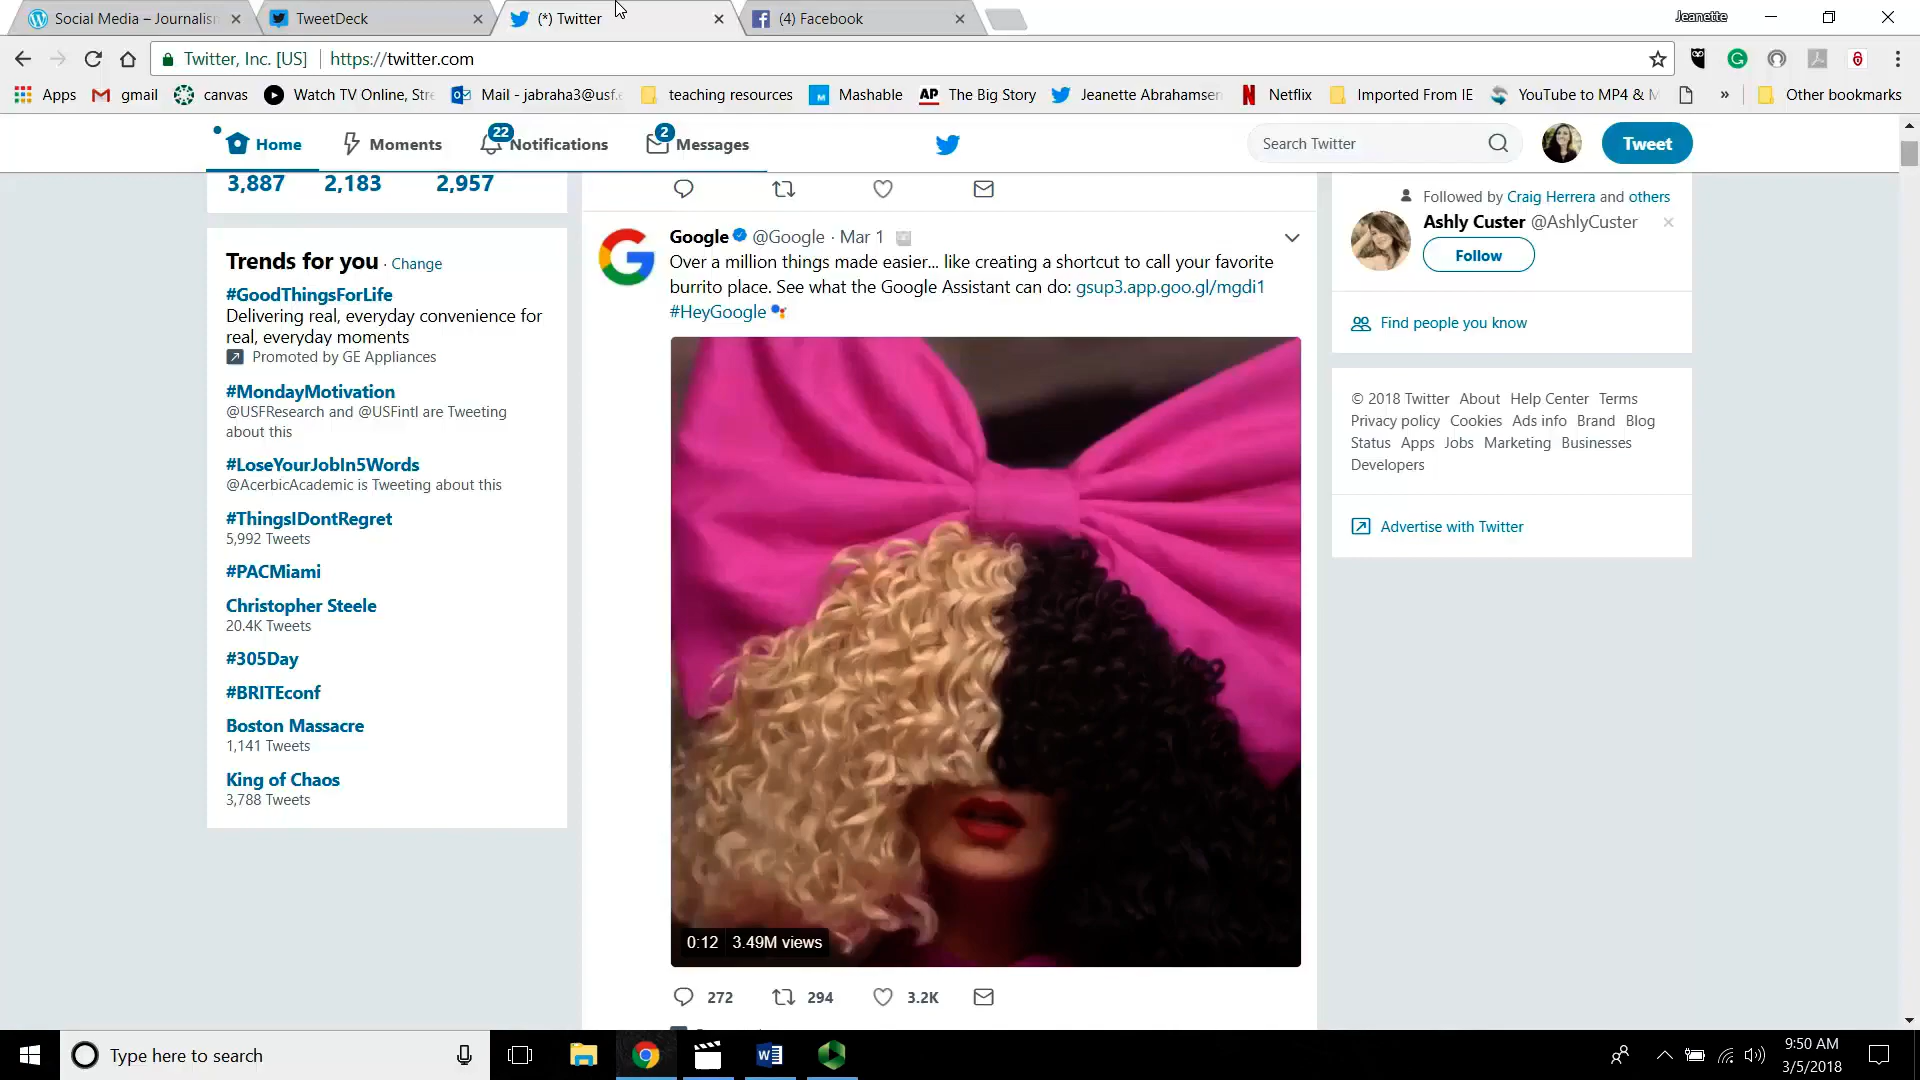 Social Media – Journalism
TweetDeck
(*) Twitter
(4) Facebook
Jeanette
Twitter, Inc. [US]
https://twitter.com
Apps
gmail
canvas
Watch TV Online, Stre
Mail - jabraha3@usf.e
teaching resources
Mashable
AP
The Big Story
Jeanette Abrahamsen
Netflix
Imported From IE
YouTube to MP4 & M
»
Other bookmarks
Home
Moments
22
Notifications
2
Messages
Search Twitter
Tweet
3,887 2,183 2,957
Trends for you · Change
#GoodThingsForLife
Delivering real, everyday convenience for
real, everyday moments
Promoted by GE Appliances
#MondayMotivation
@USFResearch and @USFintl are Tweeting
about this
#LoseYourJobIn5Words
@AcerbicAcademic is Tweeting about this
#ThingsIDontRegret
5,992 Tweets
#PACMiami
Christopher Steele
20.4K Tweets
#305Day
#BRITEconf
Boston Massacre
1,141 Tweets
King of Chaos
3,788 Tweets
Google @Google · Mar 1
Over a million things made easier... like creating a shortcut to call your favorite
burrito place. See what the Google Assistant can do: gsup3.app.goo.gl/mgdi1
#HeyGoogle
0:12 3.49M views
272 294 3.2K
Followed by Craig Herrera and others
Ashly Custer @AshlyCuster
Follow
Find people you know
© 2018 Twitter About Help Center Terms
Privacy policy Cookies Ads info Brand Blog
Status Apps Jobs Marketing Businesses
Developers
Advertise with Twitter
Type here to search
9:50 AM
3/5/2018